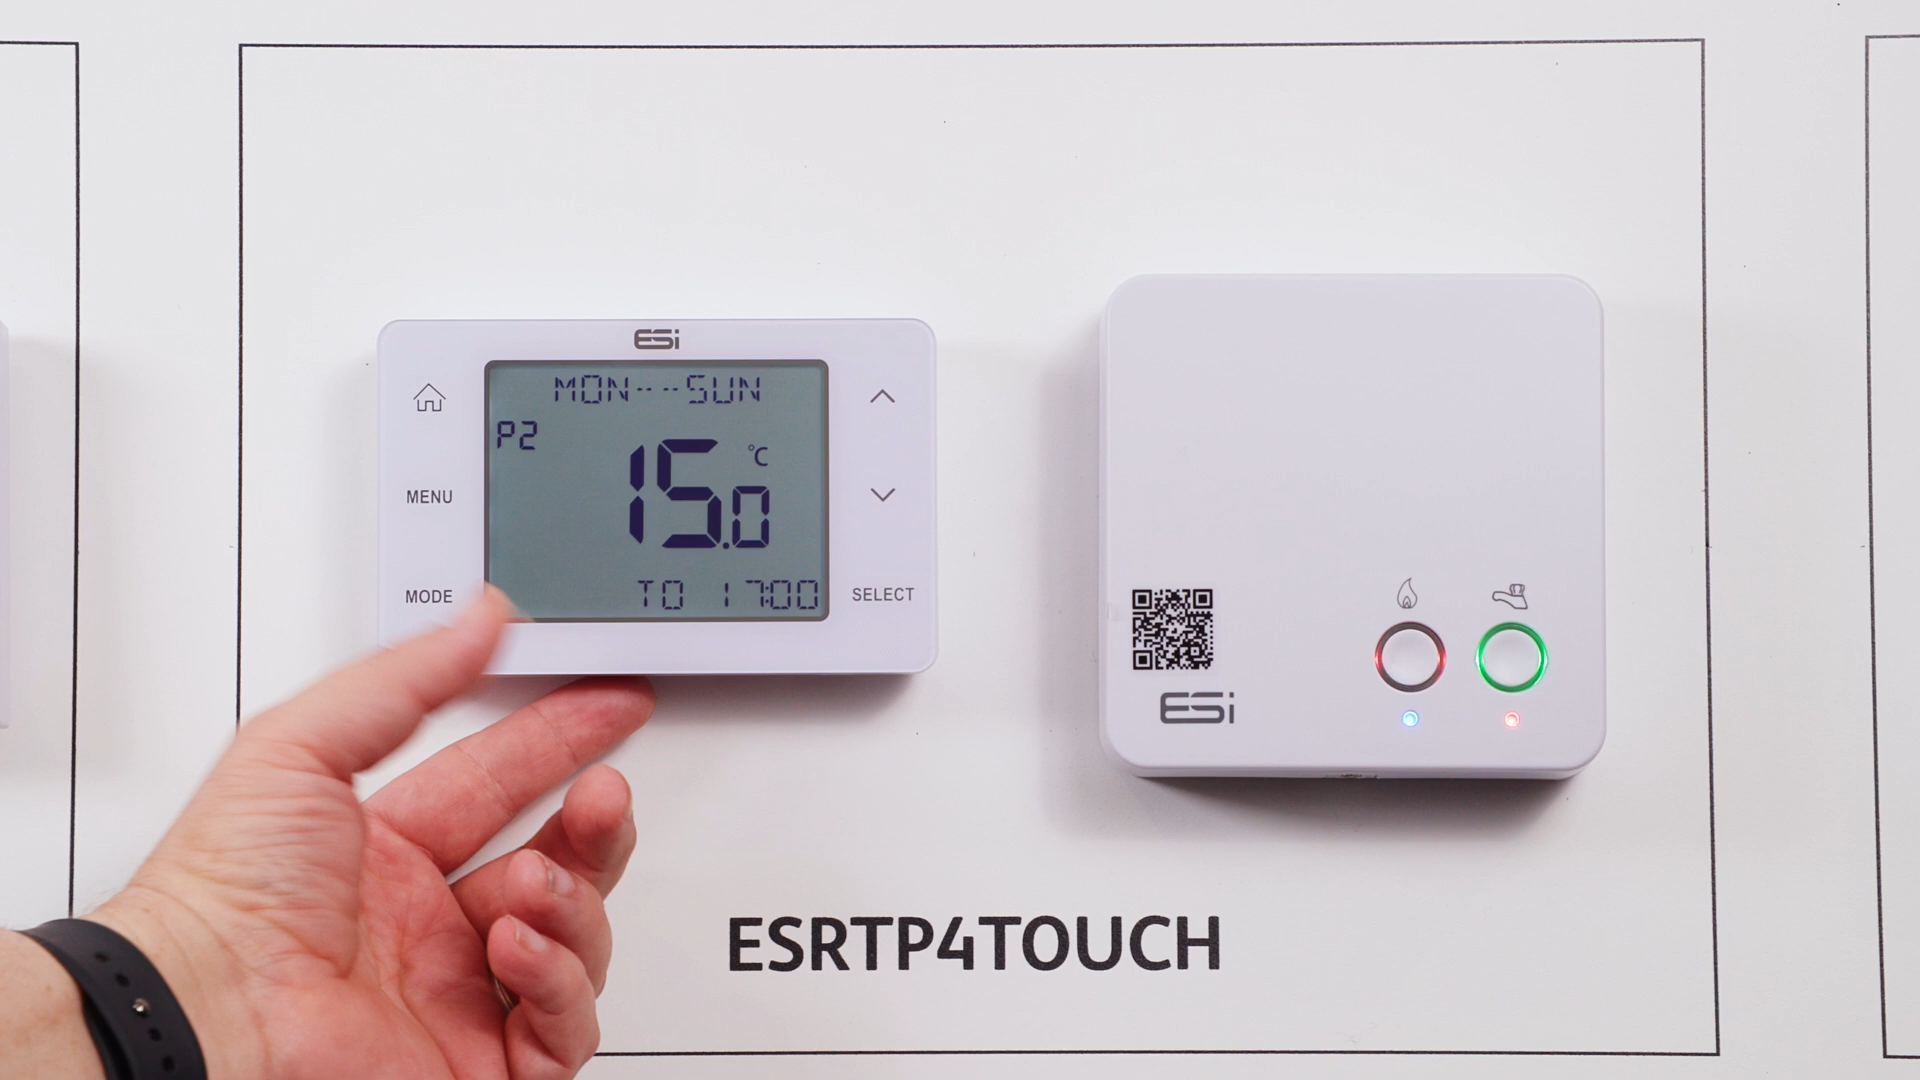 ESi
MON----SUN
P2
15.0 °C
TO 17:00
MENU
MODE
SELECT
ESi
ESRTP4TOUCH